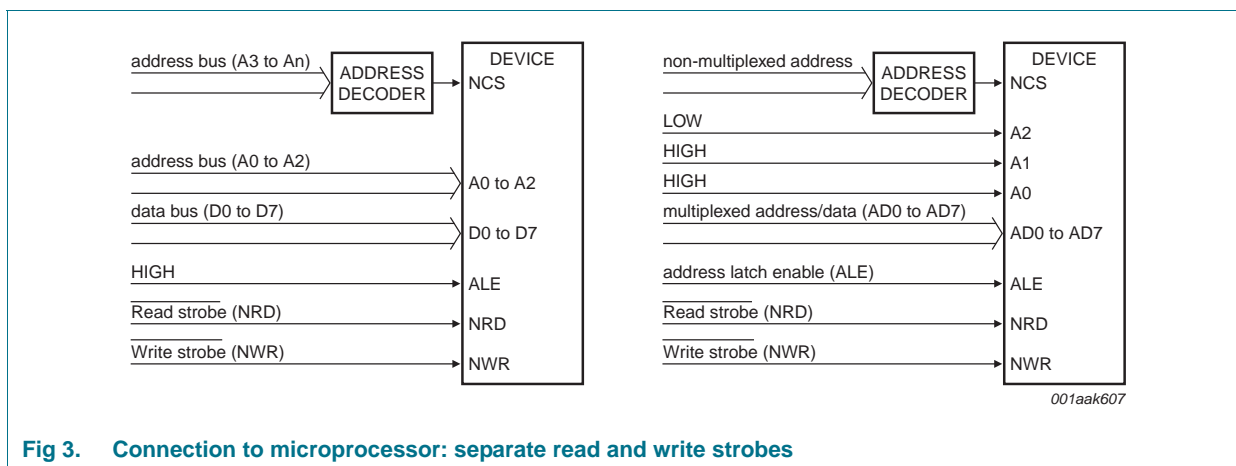 address bus (A3 to An)
ADDRESS
DECODER
DEVICE
NCS
address bus (A0 to A2)
A0 to A2
data bus (D0 to D7)
D0 to D7
HIGH
ALE
Read strobe (NRD)
NRD
Write strobe (NWR)
NWR
non-multiplexed address
ADDRESS
DECODER
DEVICE
NCS
LOW
A2
HIGH
A1
HIGH
A0
multiplexed address/data (AD0 to AD7)
AD0 to AD7
address latch enable (ALE)
ALE
Read strobe (NRD)
NRD
Write strobe (NWR)
NWR
001aak607
Fig 3. Connection to microprocessor: separate read and write strobes